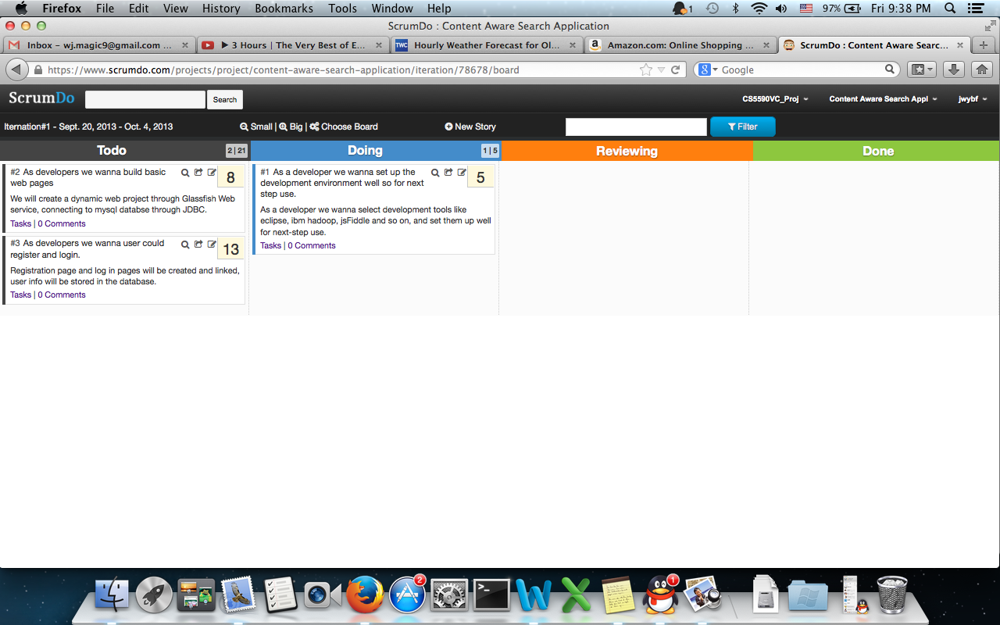 Firefox File Edit View History Bookmarks Tools Window Help 1 97% Fri 9:38 PM
ScrumDo : Content Aware Search Application
Inbox – wj.magic9@gmail.com ... ▶ 3 Hours | The Very Best of E... TWC Hourly Weather Forecast for Ol... Amazon.com: Online Shopping ... ScrumDo : Content Aware Searc...
https://www.scrumdo.com/projects/project/content-aware-search-application/iteration/78678/board Google
ScrumDo Search CS5590VC_Proj Content Aware Search Appl jwybf
Iternation#1 - Sept. 20, 2013 - Oct. 4, 2013 Small | Big | Choose Board New Story Filter
Todo 2 | 21 Doing 1 | 5 Reviewing Done
#2 As developers we wanna build basic
web pages
8
We will create a dynamic web project through Glassfish Web
service, connecting to mysql databse through JDBC.
Tasks | 0 Comments
#3 As developers we wanna user could
register and login.
13
Registration page and log in pages will be created and linked,
user info will be stored in the database.
Tasks | 0 Comments
#1 As a developer we wanna set up the
development environment well so for next
step use.
5
As a developer we wanna select development tools like
eclipse, ibm hadoop, jsFiddle and so on, and set them up well
for next-step use.
Tasks | 0 Comments
2
1